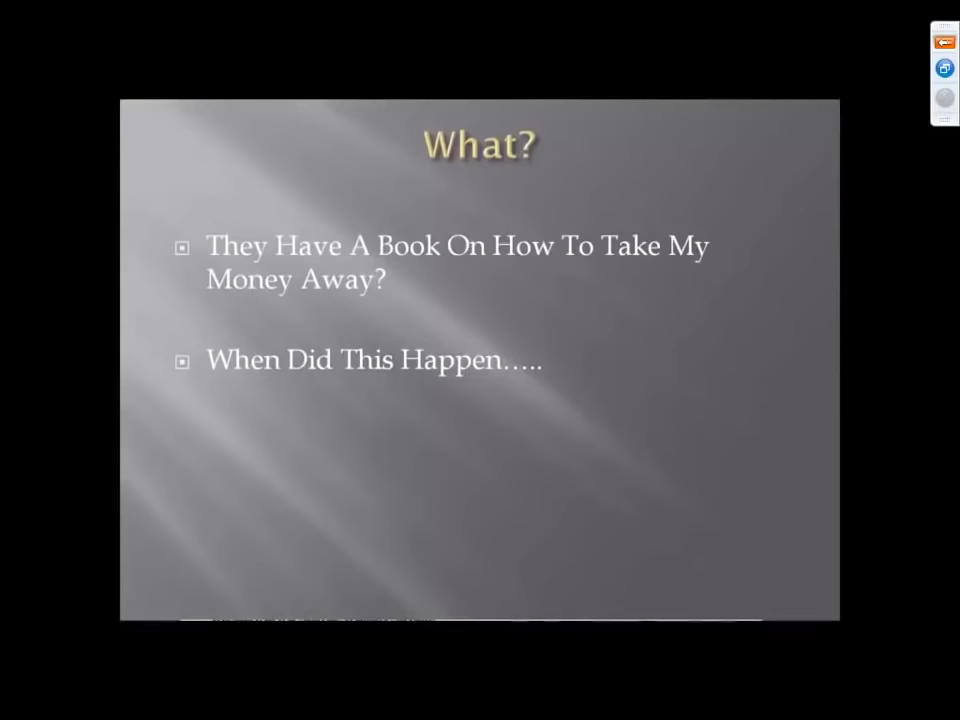 What?
They Have A Book On How To Take My
Money Away?
When Did This Happen.....